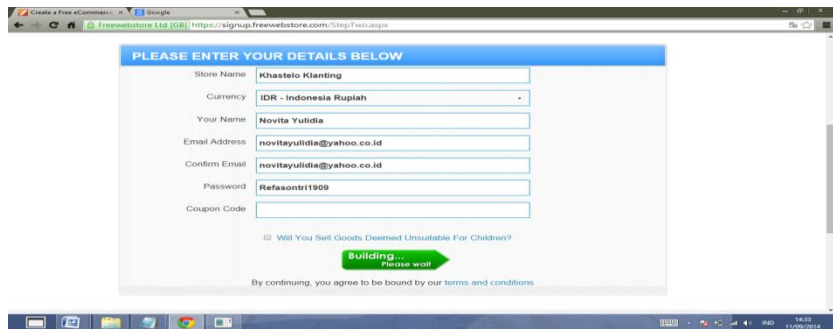 Create a Free eCommerc
Google
Freewebstore Ltd [GB] https://signup.freewebstore.com/StepTwo.aspx
PLEASE ENTER YOUR DETAILS BELOW
Store Name Khastelo Klanting
Currency IDR - Indonesia Rupiah
Your Name Novita Yulidia
Email Address novitayulidia@yahoo.co.id
Confirm Email novitayulidia@yahoo.co.id
Password Refasontri1909
Coupon Code
Will You Sell Goods Deemed Unsuitable For Children?
Building...
Please wait
By continuing, you agree to be bound by our terms and conditions
IND 14:33
11/09/2014